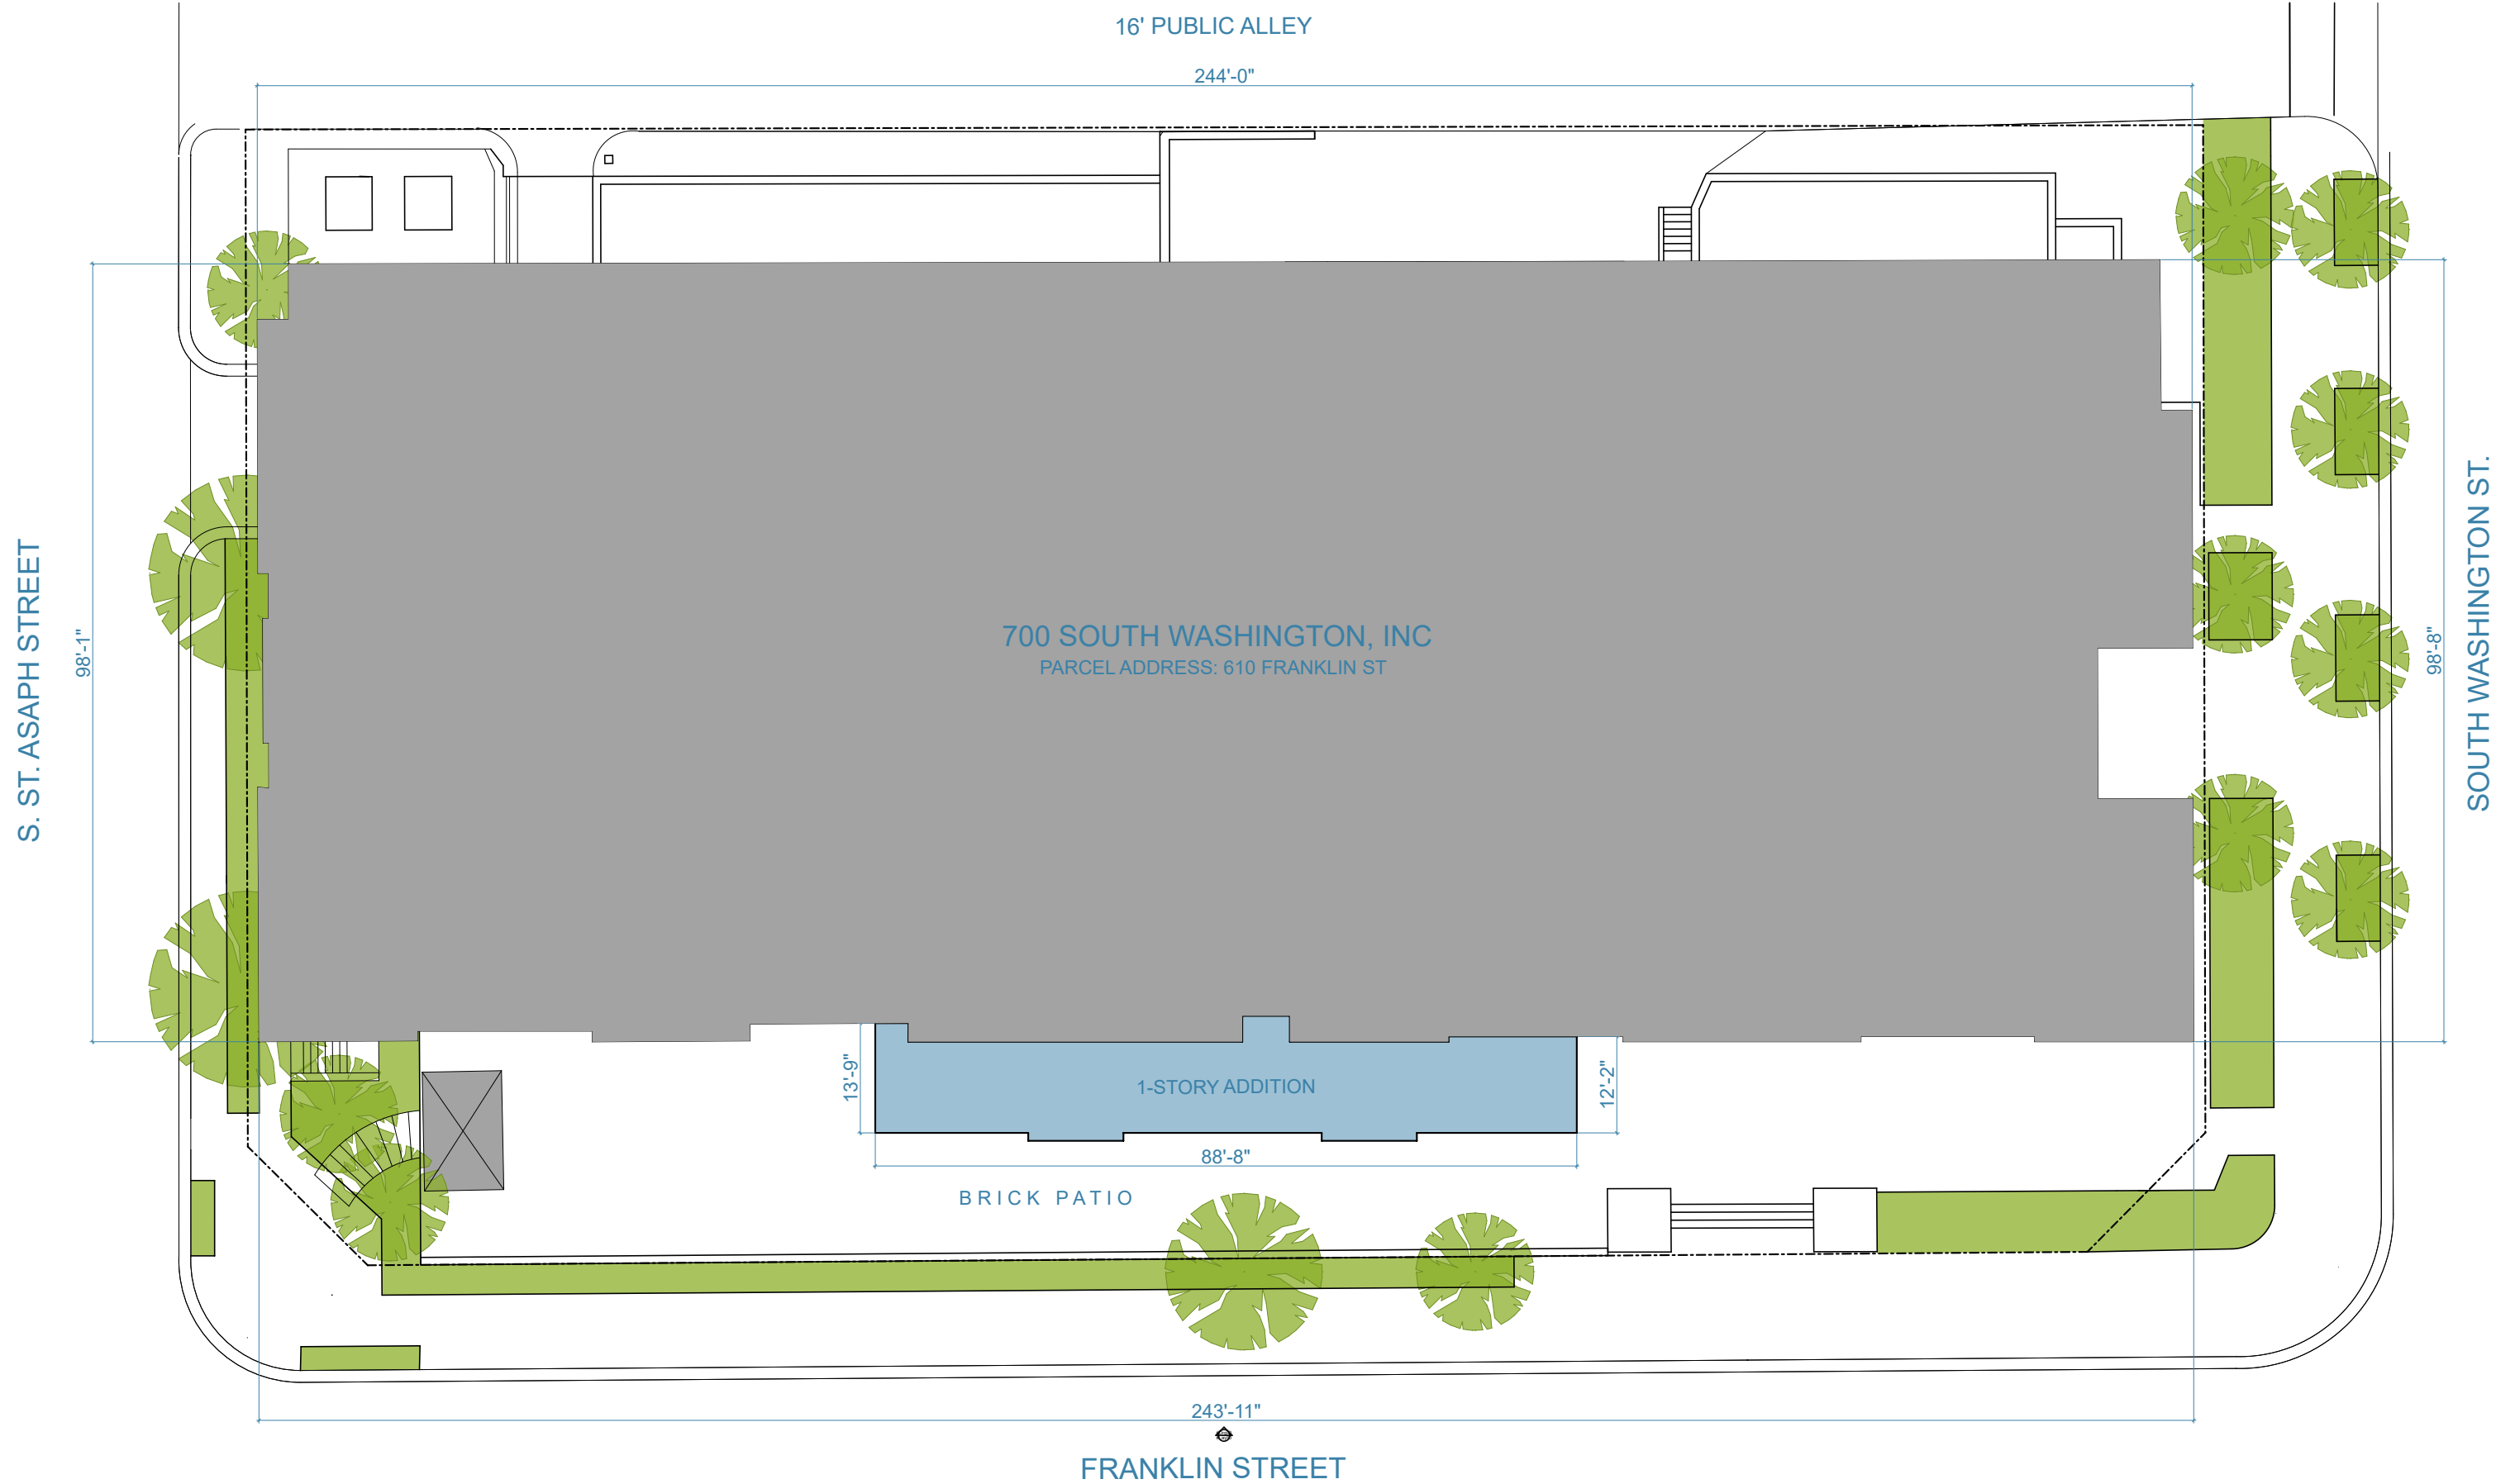 16' PUBLIC ALLEY
244'-0"
S. ST. ASAPH STREET
98'-1"
700 SOUTH WASHINGTON, INC
PARCEL ADDRESS: 610 FRANKLIN ST
98'-8"
SOUTH WASHINGTON ST.
13'-9"
1-STORY ADDITION
12'-2"
88'-8"
BRICK PATIO
243'-11"
FRANKLIN STREET